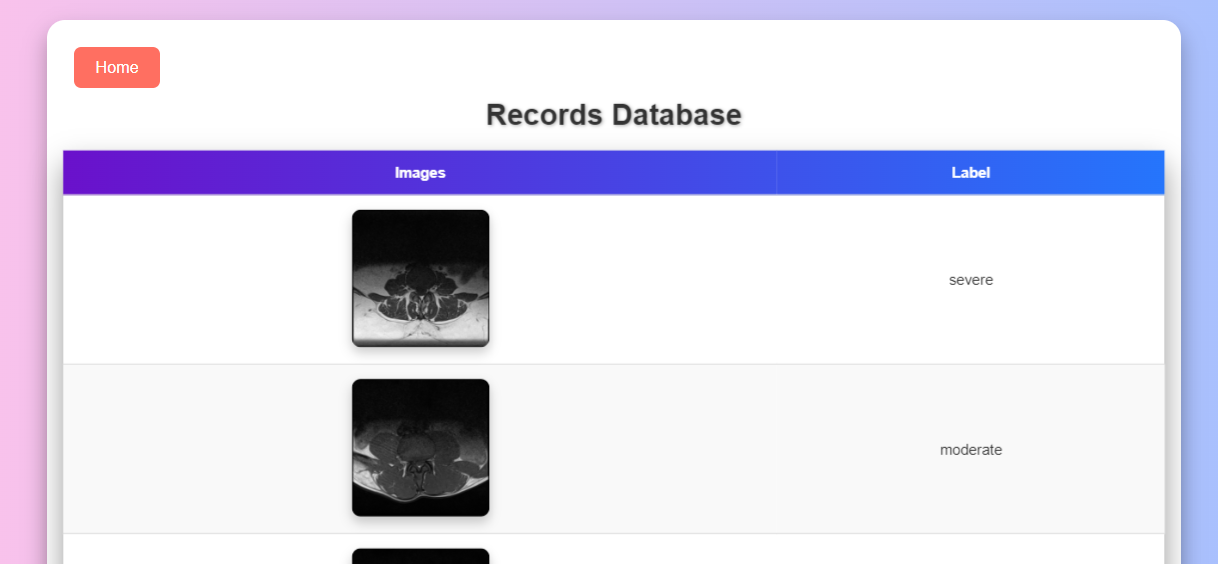 Home
Records Database
Images Label
severe
moderate